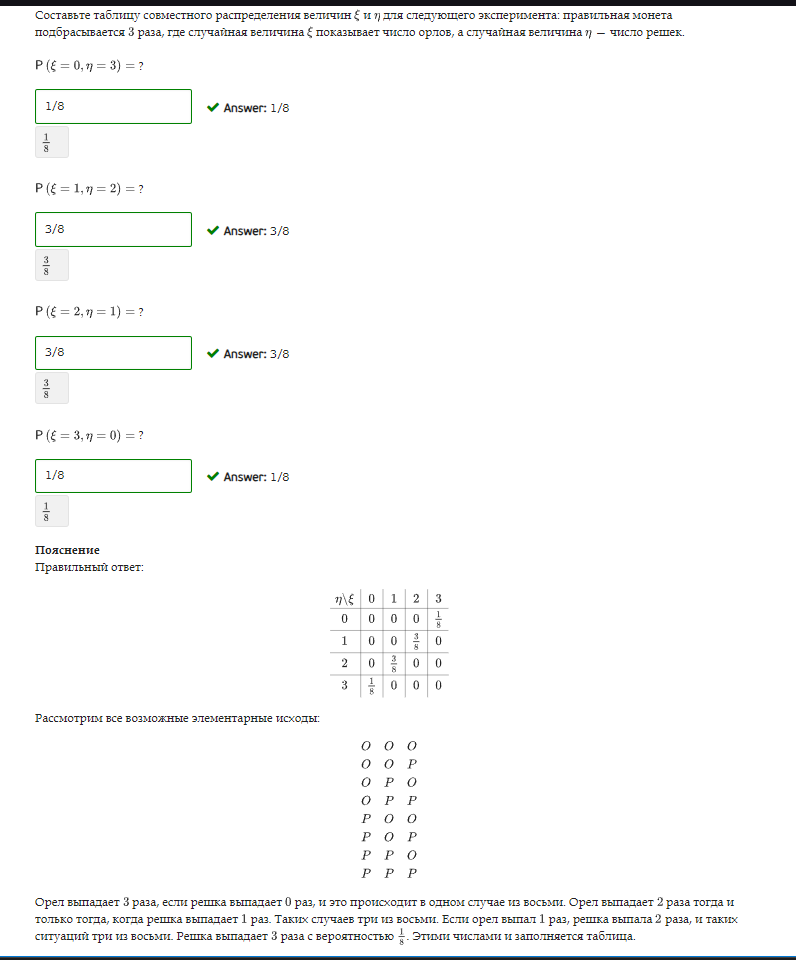 Составьте таблицу совместного распределения величин ξ и η для следующего эксперимента: правильная монета
подбрасывается 3 раза, где случайная величина ξ показывает число орлов, а случайная величина η — число решек.
P (ξ = 0, η = 3) = ?
1/8
✔ Answer: 1/8
1/8
P (ξ = 1, η = 2) = ?
3/8
✔ Answer: 3/8
3/8
P (ξ = 2, η = 1) = ?
3/8
✔ Answer: 3/8
3/8
P (ξ = 3, η = 0) = ?
1/8
✔ Answer: 1/8
1/8
Пояснение
Правильный ответ:
η\ξ 0 1 2 3
0 0 0 0 1/8
1 0 0 3/8 0
2 0 3/8 0 0
3 1/8 0 0 0
Рассмотрим все возможные элементарные исходы:
О О О
О О Р
О Р О
О Р Р
Р О О
Р О Р
Р Р О
Р Р Р
Орел выпадает 3 раза, если решка выпадает 0 раз, и это происходит в одном случае из восьми. Орел выпадает 2 раза тогда и
только тогда, когда решка выпадает 1 раз. Таких случаев три из восьми. Если орел выпал 1 раз, решка выпала 2 раза, и таких
ситуаций три из восьми. Решка выпадает 3 раза с вероятностью 1/8. Этими числами и заполняется таблица.